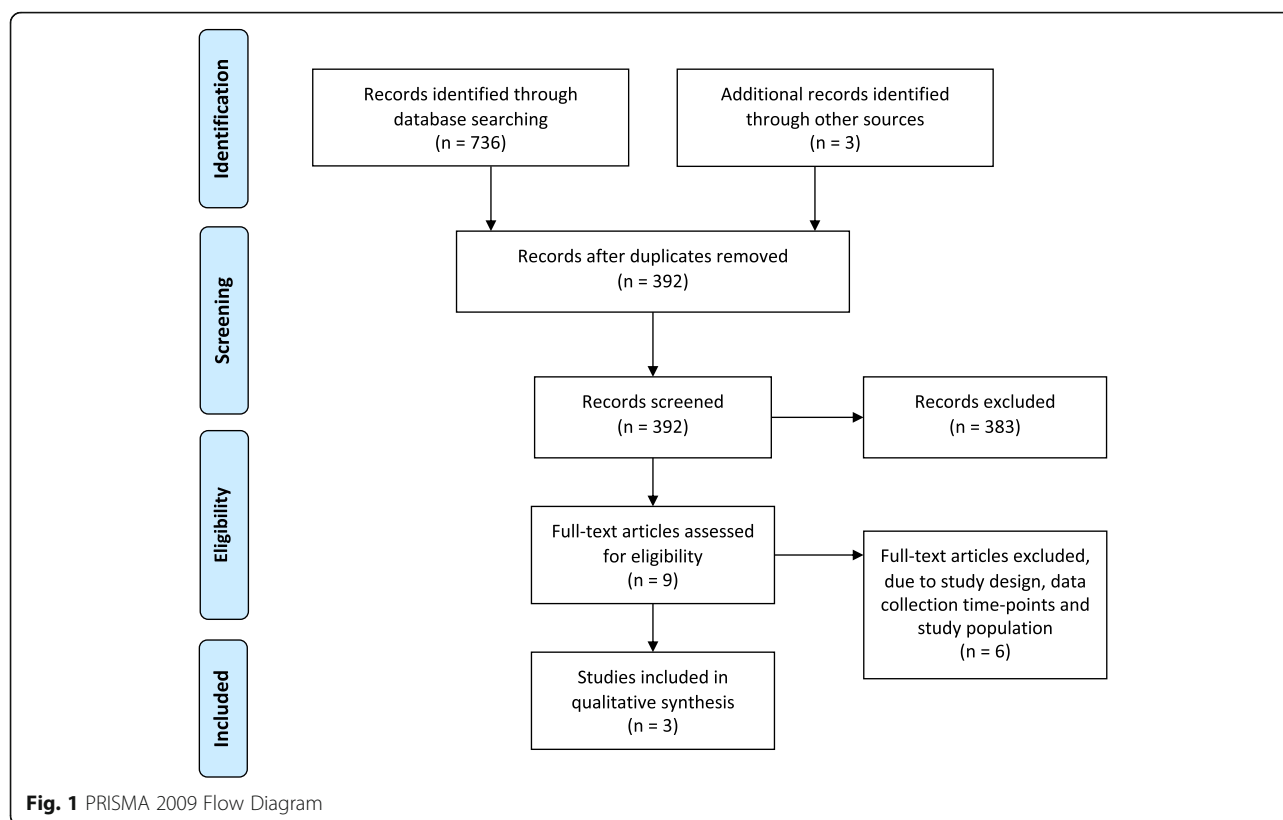 Identification
Records identified through
database searching
(n = 736)
Additional records identified
through other sources
(n = 3)
Screening
Records after duplicates removed
(n = 392)
Records screened
(n = 392)
Records excluded
(n = 383)
Eligibility
Full-text articles assessed
for eligibility
(n = 9)
Full-text articles excluded,
due to study design, data
collection time-points and
study population
(n = 6)
Included
Studies included in
qualitative synthesis
(n = 3)
Fig. 1 PRISMA 2009 Flow Diagram